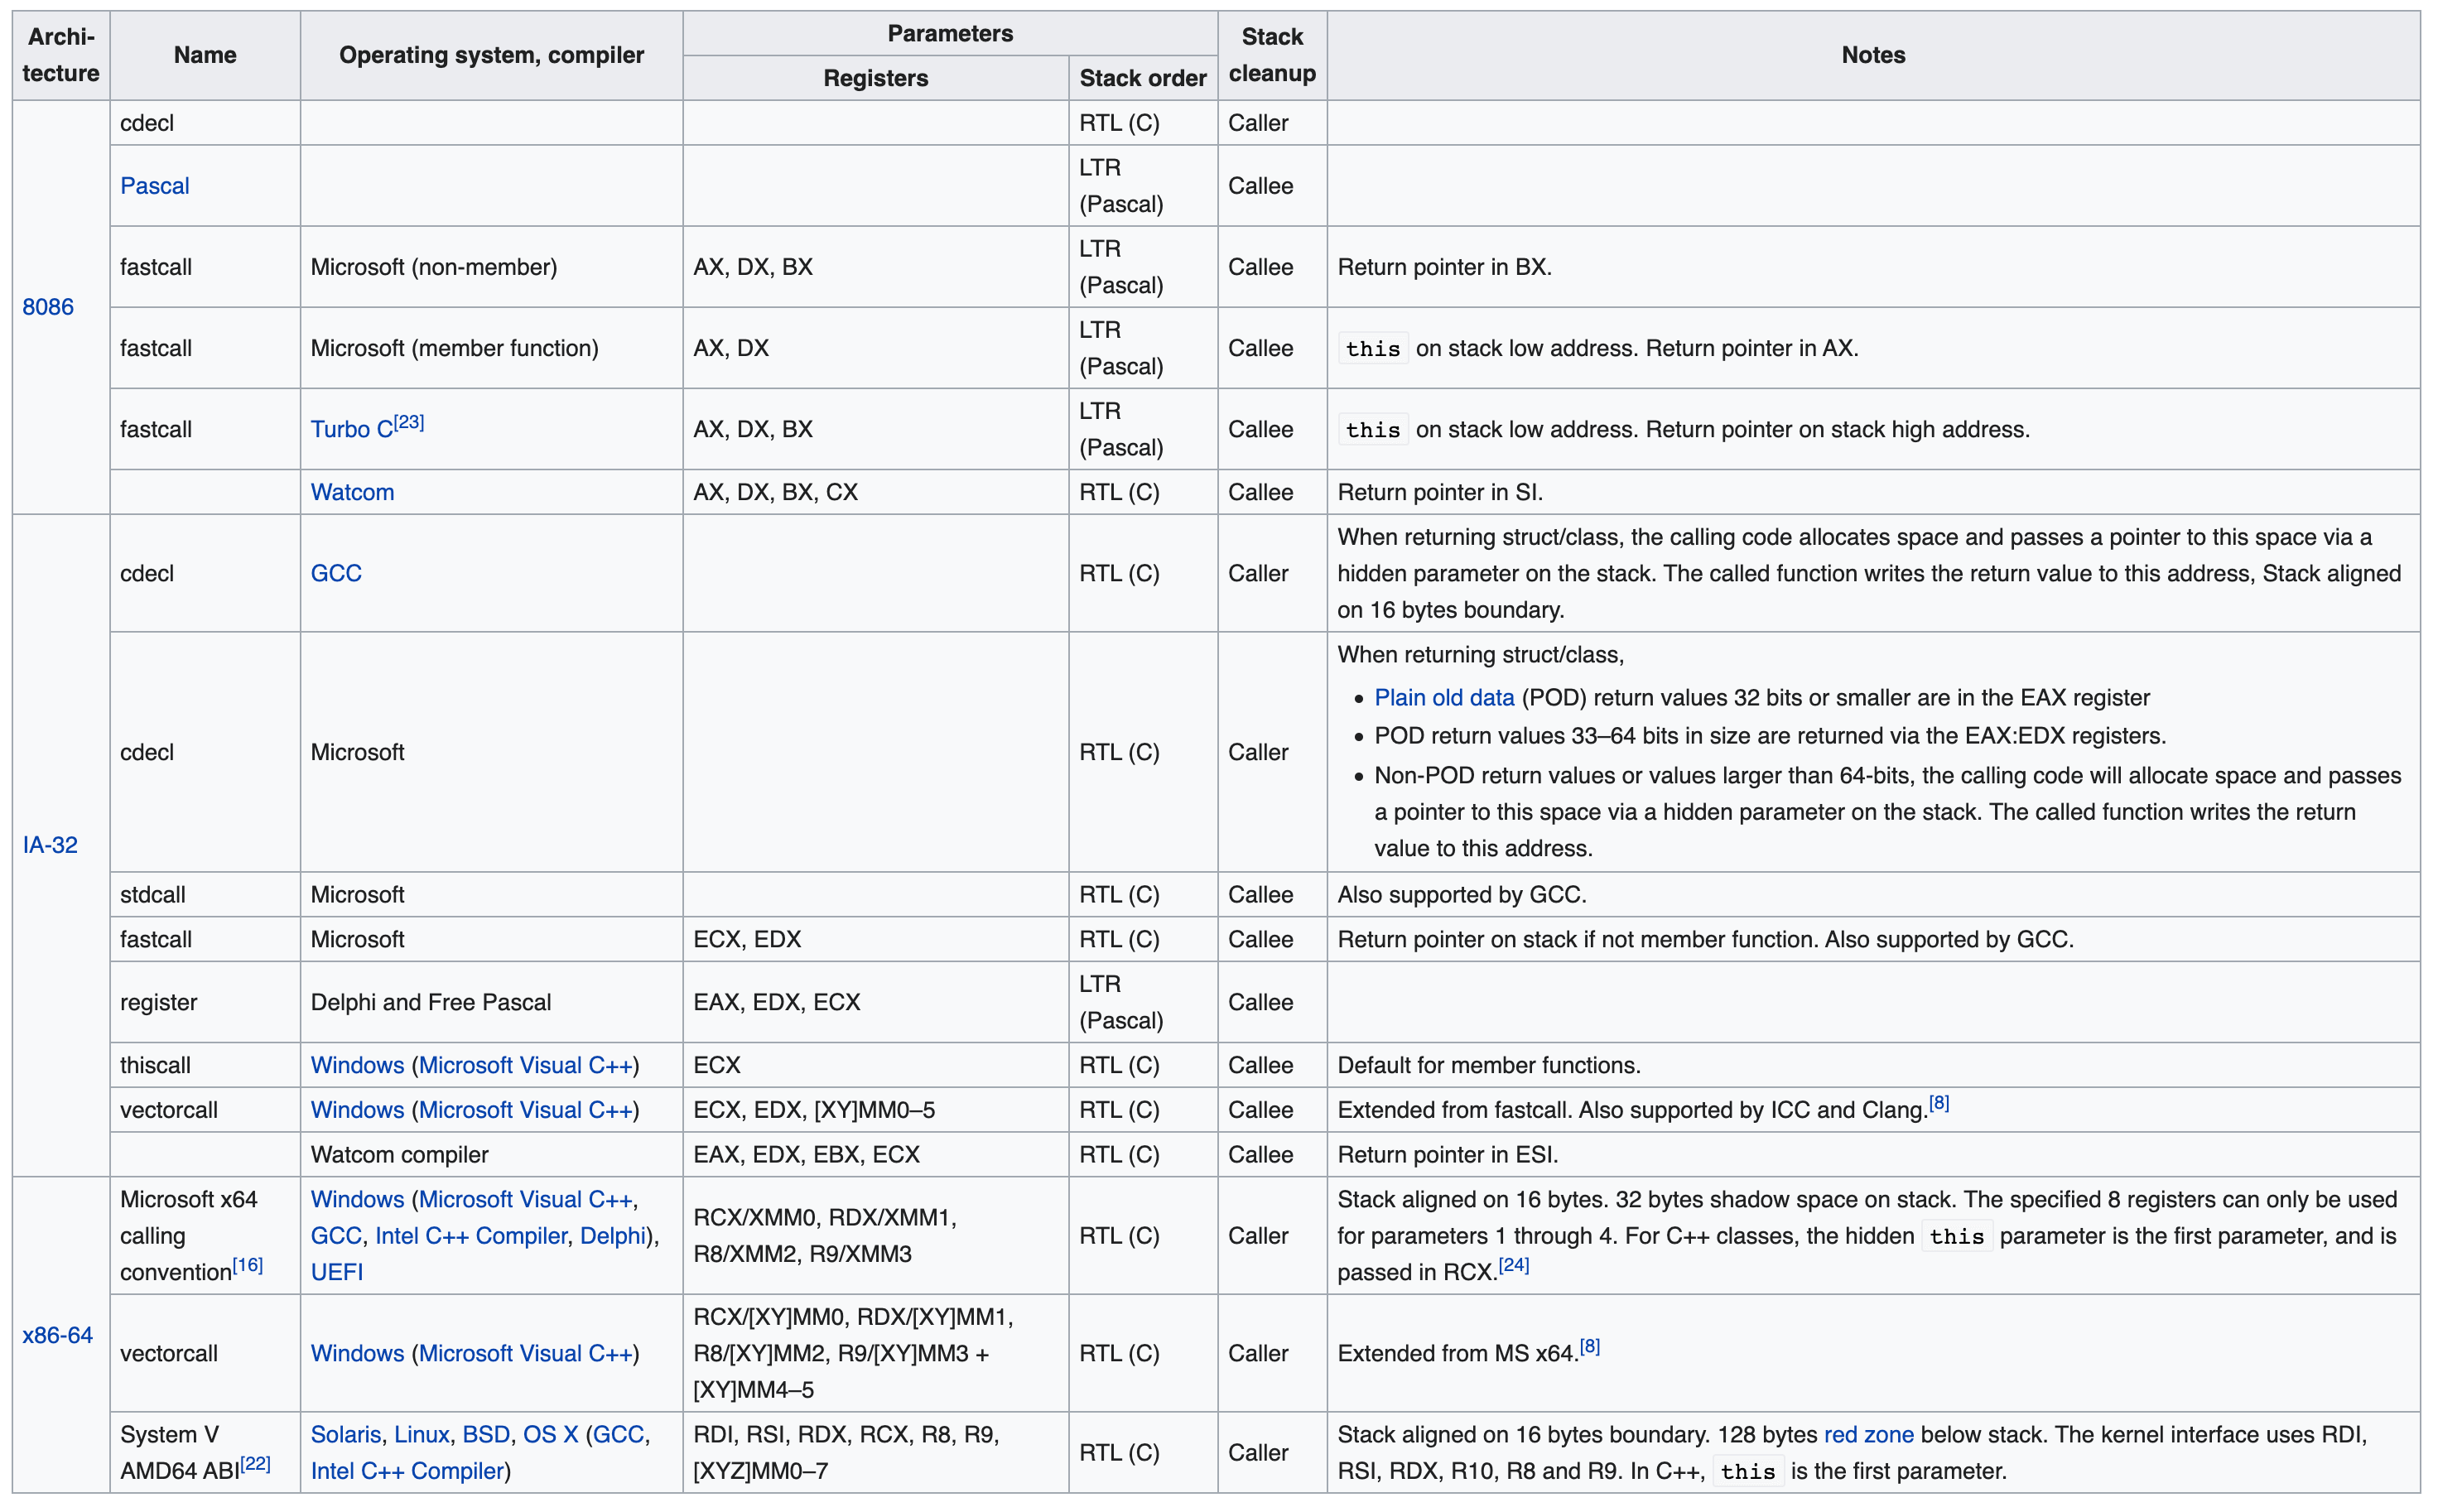 Archi-
tecture
Name
Operating system, compiler
Parameters
Registers
Stack order
Stack
cleanup
Notes
8086
cdecl
RTL (C)
Caller
Pascal
LTR
(Pascal)
Callee
fastcall
Microsoft (non-member)
AX, DX, BX
LTR
(Pascal)
Callee
Return pointer in BX.
fastcall
Microsoft (member function)
AX, DX
LTR
(Pascal)
Callee
this on stack low address. Return pointer in AX.
fastcall
Turbo C[23]
AX, DX, BX
LTR
(Pascal)
Callee
this on stack low address. Return pointer on stack high address.
Watcom
AX, DX, BX, CX
RTL (C)
Callee
Return pointer in SI.
IA-32
cdecl
GCC
RTL (C)
Caller
When returning struct/class, the calling code allocates space and passes a pointer to this space via a
hidden parameter on the stack. The called function writes the return value to this address, Stack aligned
on 16 bytes boundary.
cdecl
Microsoft
RTL (C)
Caller
When returning struct/class,
• Plain old data (POD) return values 32 bits or smaller are in the EAX register
• POD return values 33–64 bits in size are returned via the EAX:EDX registers.
• Non-POD return values or values larger than 64-bits, the calling code will allocate space and passes
a pointer to this space via a hidden parameter on the stack. The called function writes the return
value to this address.
stdcall
Microsoft
RTL (C)
Callee
Also supported by GCC.
fastcall
Microsoft
ECX, EDX
RTL (C)
Callee
Return pointer on stack if not member function. Also supported by GCC.
register
Delphi and Free Pascal
EAX, EDX, ECX
LTR
(Pascal)
Callee
thiscall
Windows (Microsoft Visual C++)
ECX
RTL (C)
Callee
Default for member functions.
vectorcall
Windows (Microsoft Visual C++)
ECX, EDX, [XY]MM0–5
RTL (C)
Callee
Extended from fastcall. Also supported by ICC and Clang.[8]
Watcom compiler
EAX, EDX, EBX, ECX
RTL (C)
Callee
Return pointer in ESI.
x86-64
Microsoft x64
calling
convention[16]
Windows (Microsoft Visual C++,
GCC, Intel C++ Compiler, Delphi),
UEFI
RCX/XMM0, RDX/XMM1,
R8/XMM2, R9/XMM3
RTL (C)
Caller
Stack aligned on 16 bytes. 32 bytes shadow space on stack. The specified 8 registers can only be used
for parameters 1 through 4. For C++ classes, the hidden this parameter is the first parameter, and is
passed in RCX.[24]
vectorcall
Windows (Microsoft Visual C++)
RCX/[XY]MM0, RDX/[XY]MM1,
R8/[XY]MM2, R9/[XY]MM3 +
[XY]MM4–5
RTL (C)
Caller
Extended from MS x64.[8]
System V
AMD64 ABI[22]
Solaris, Linux, BSD, OS X (GCC,
Intel C++ Compiler)
RDI, RSI, RDX, RCX, R8, R9,
[XYZ]MM0–7
RTL (C)
Caller
Stack aligned on 16 bytes boundary. 128 bytes red zone below stack. The kernel interface uses RDI,
RSI, RDX, R10, R8 and R9. In C++, this is the first parameter.